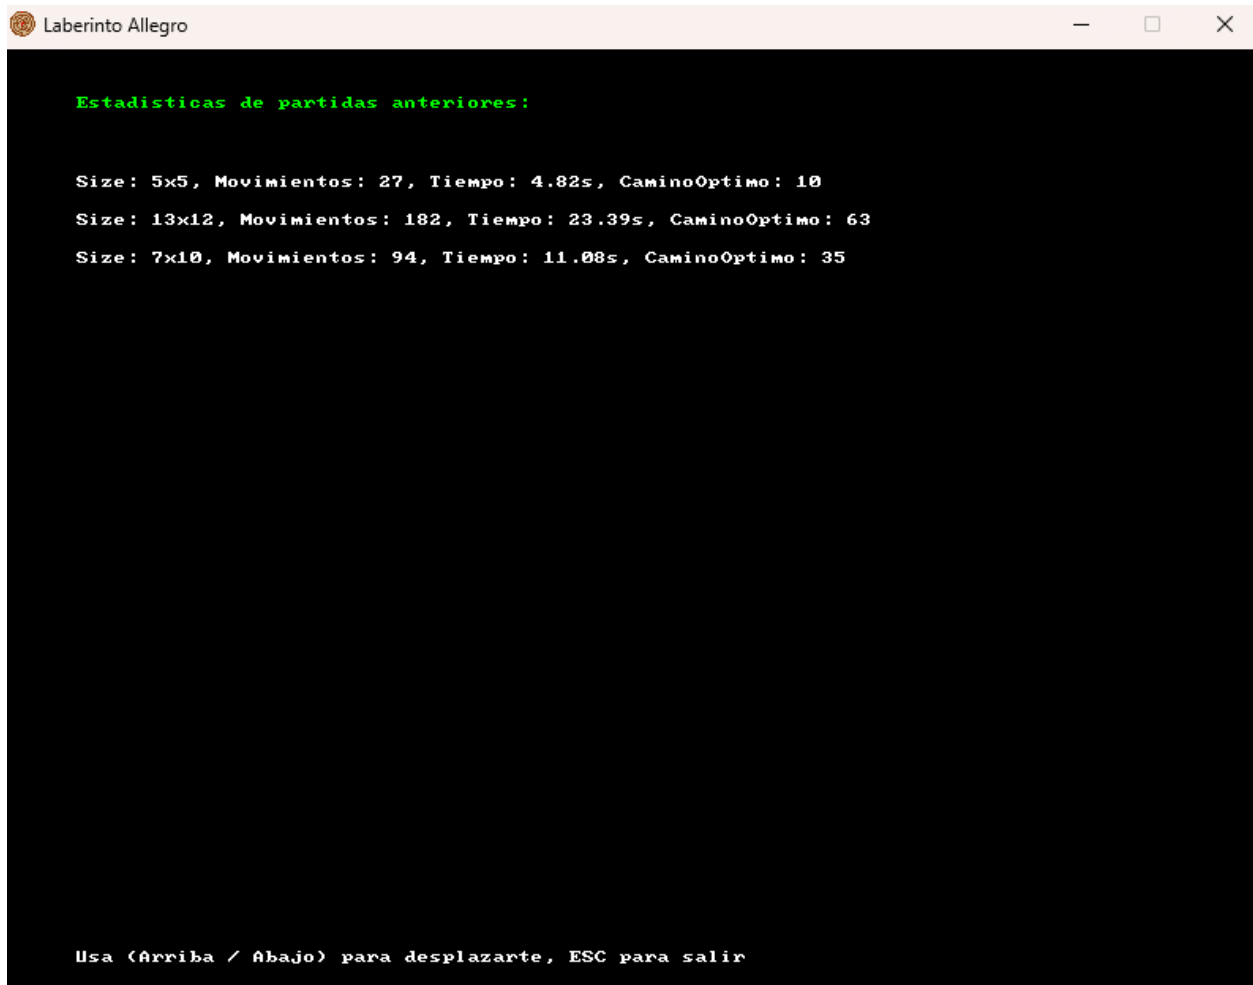 Laberinto Allegro
Estadisticas de partidas anteriores:
Size: 5x5, Movimientos: 27, Tiempo: 4.82s, CaminoOptimo: 10
Size: 13x12, Movimientos: 182, Tiempo: 23.39s, CaminoOptimo: 63
Size: 7x10, Movimientos: 94, Tiempo: 11.08s, CaminoOptimo: 35
Usa (Arriba / Abajo) para desplazarte, ESC para salir